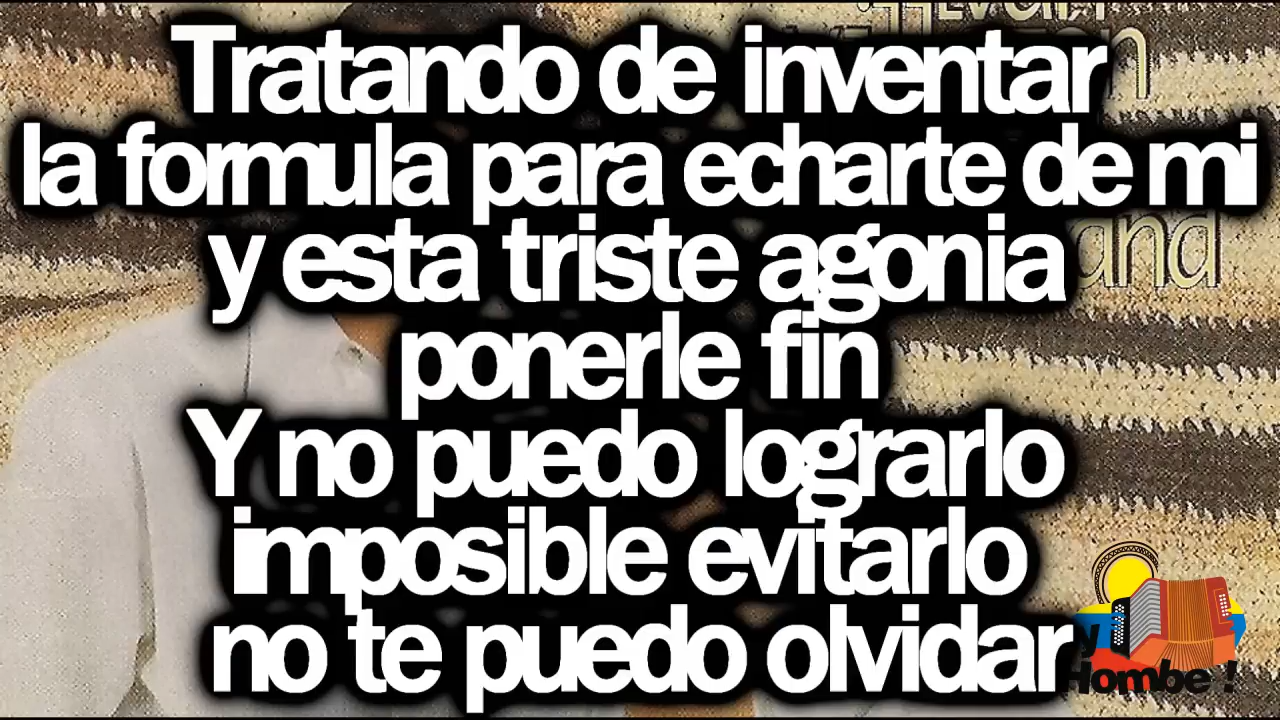 Tratando de inventar
la formula para echarte de mi
y esta triste agonia
ponerle fin
Y no puedo lograrlo
imposible evitarlo
no te puedo olvidar
Hombe !